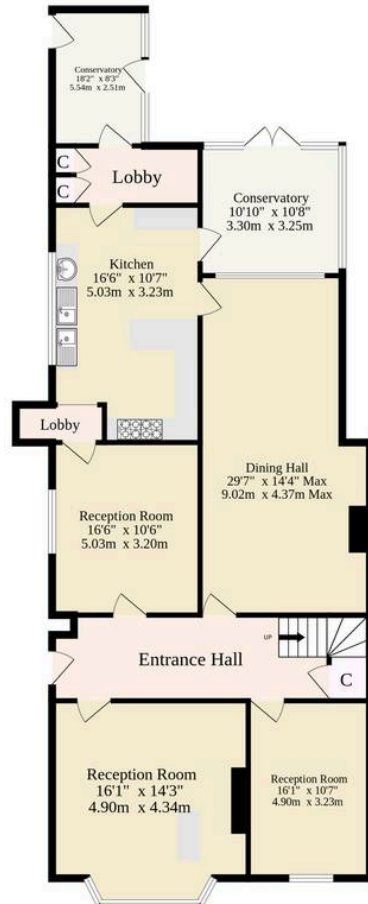 Conservatory
18'2" x 8'3"
5.54m x 2.51m
C
C
Lobby
Conservatory
10'10" x 10'8"
3.30m x 3.25m
Kitchen
16'6" x 10'7"
5.03m x 3.23m
Lobby
Dining Hall
29'7" x 14'4" Max
9.02m x 4.37m Max
Reception Room
16'6" x 10'6"
5.03m x 3.20m
UP
Entrance Hall
C
Reception Room
16'1" x 14'3"
4.90m x 4.34m
Reception Room
16'1" x 10'7"
4.90m x 3.23m